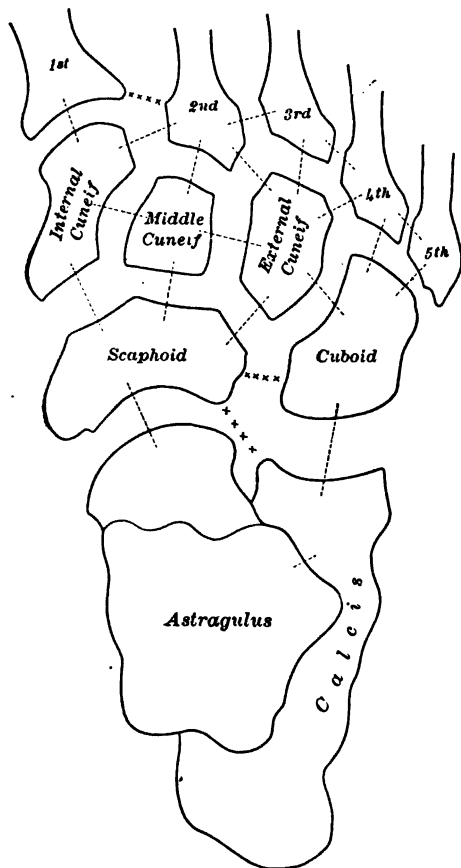 1st
2nd
3rd
4th
5th
Internal
Cuneif
Middle
Cuneif
External
Cuneif
Scaphoid
Cuboid
Astragulus
Calcis